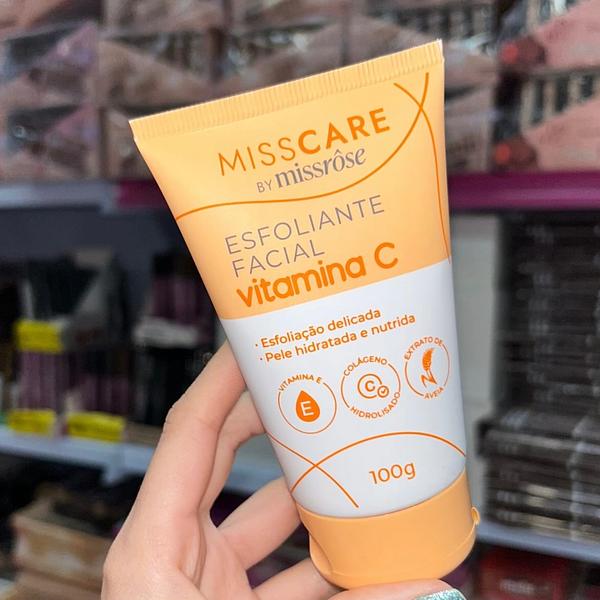 MISSCARE
BY missrôse
ESFOLIANTE
FACIAL
vitamina C
· Esfoliação delicada
· Pele hidratada e nutrida
VITAMINA E
E
COLÁGENO
C
HIDROLISADO
EXTRATO DE
AVEIA
100g